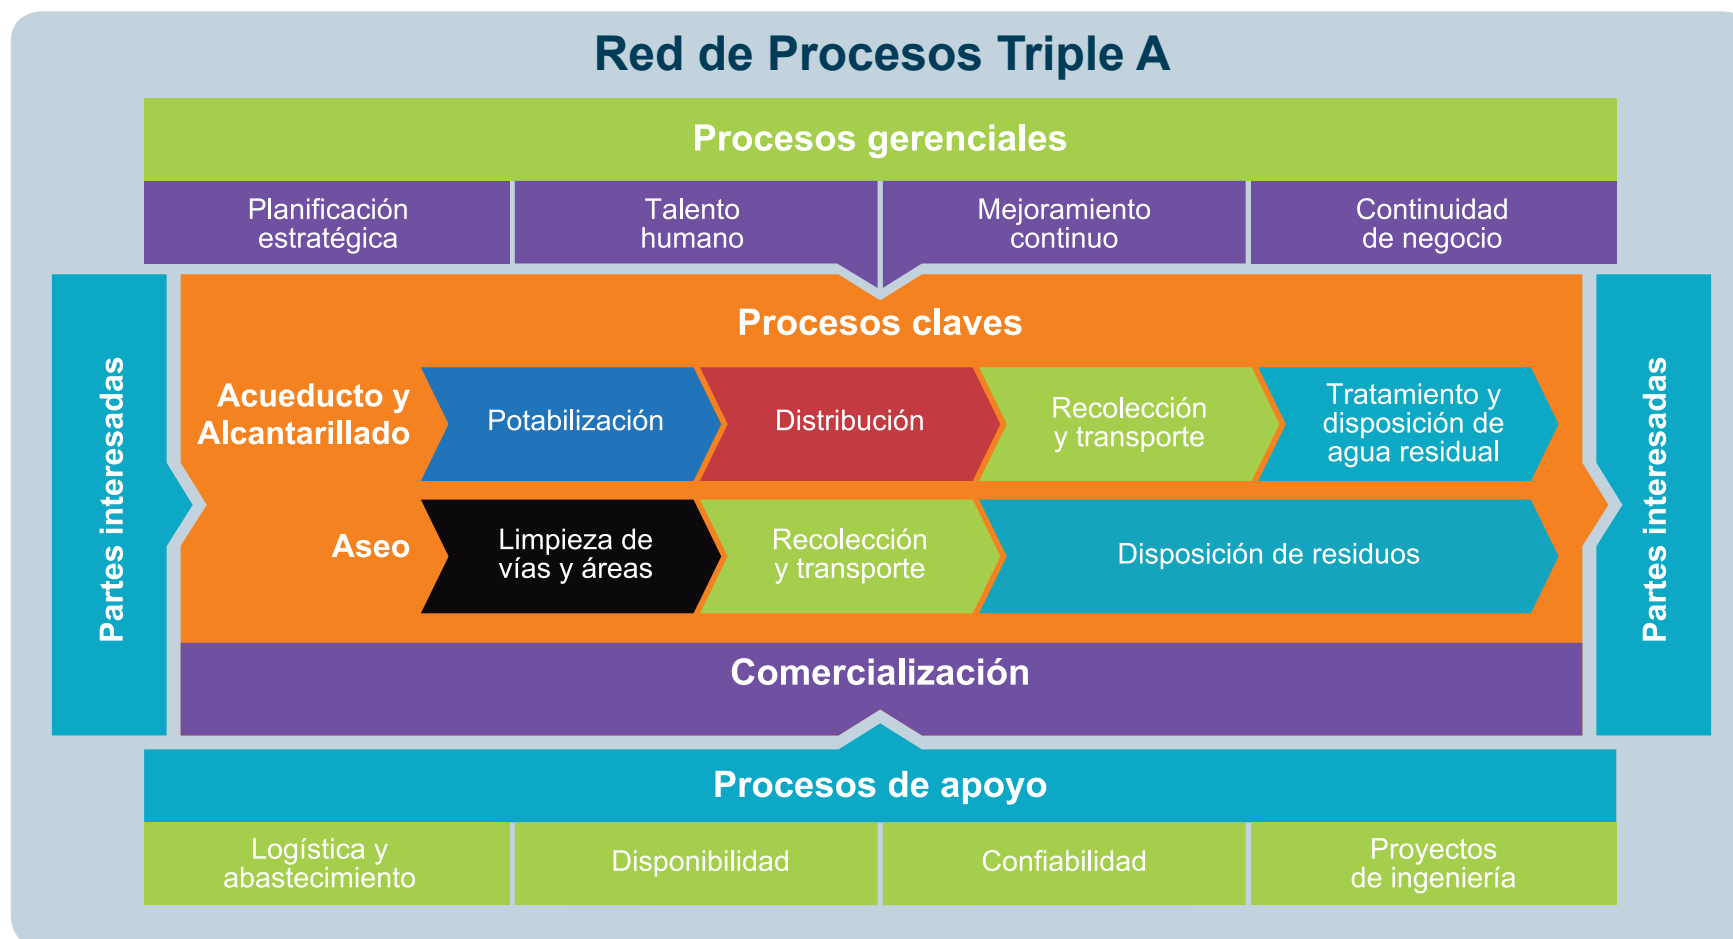 Red de Procesos Triple A
Procesos gerenciales
Planificación
estratégica
Talento
humano
Mejoramiento
continuo
Continuidad
de negocio
Partes interesadas
Procesos claves
Acueducto y
Alcantarillado
Potabilización
Distribución
Recolección
y transporte
Tratamiento y
disposición de
agua residual
Aseo
Limpieza de
vías y áreas
Recolección
y transporte
Disposición de residuos
Comercialización
Partes interesadas
Procesos de apoyo
Logística y
abastecimiento
Disponibilidad
Confiabilidad
Proyectos
de ingeniería